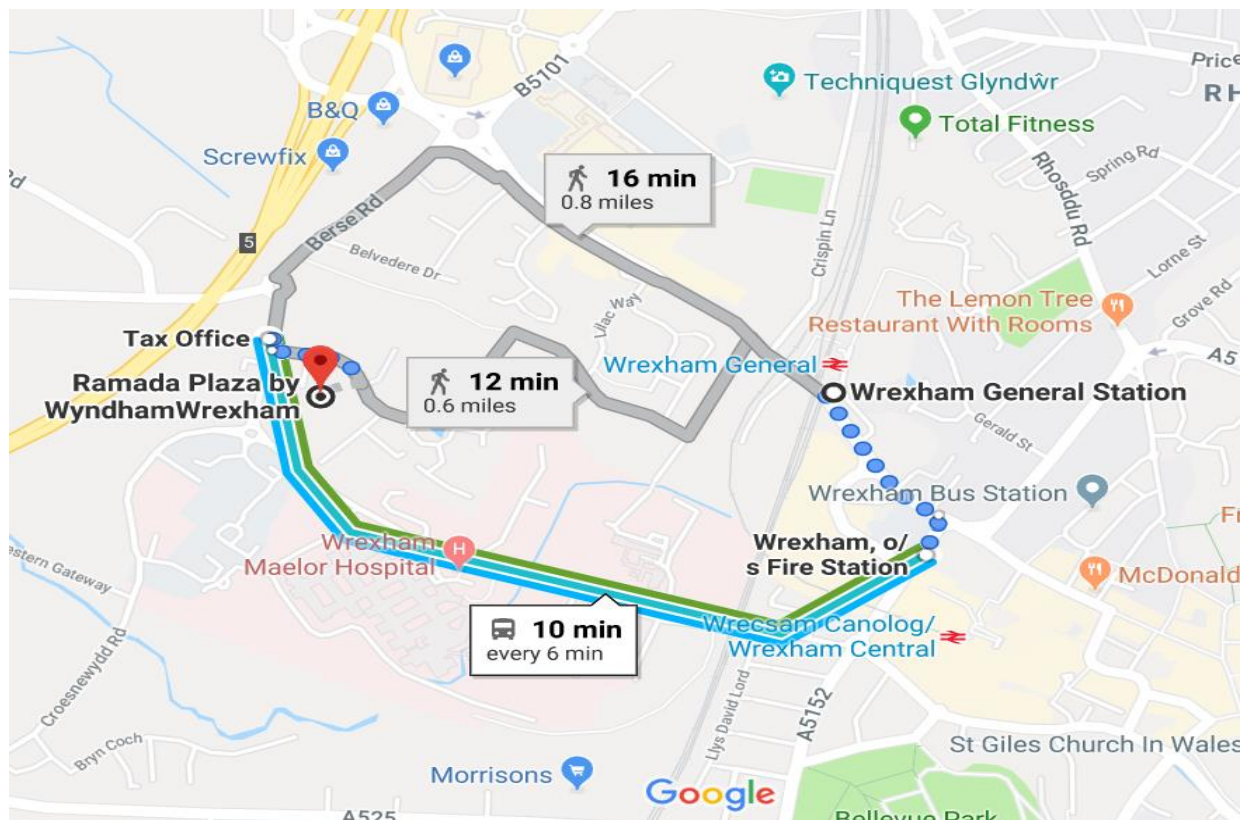 B5101
Price
RH
Techniquest Glyndŵr
B&Q
Total Fitness
Screwfix
Spring Rd
Rd
16 min
0.8 miles
Rhosddu Rd
Berse Rd
Crispin Ln
5
Belvedere Dr
Lorne St
Grove Rd
The Lemon Tree
Restaurant With Rooms
Lilac Way
Tax Office
A5
Wrexham General
Ramada Plaza by
WyndhamWrexham
12 min
0.6 miles
Wrexham General Station
Gerald St
Wrexham Bus Station
Fr
Wrexham
Maelor Hospital
H
Wrexham, o/
s Fire Station
estern Gateway
McDonald
10 min
every 6 min
Wrecsam Canolog/
Wrexham Central
Croesnewydd Rd
Llys David Lord
A5152
Bryn Coch
St Giles Church In Wales
Morrisons
Google
A525
Bellevue Park